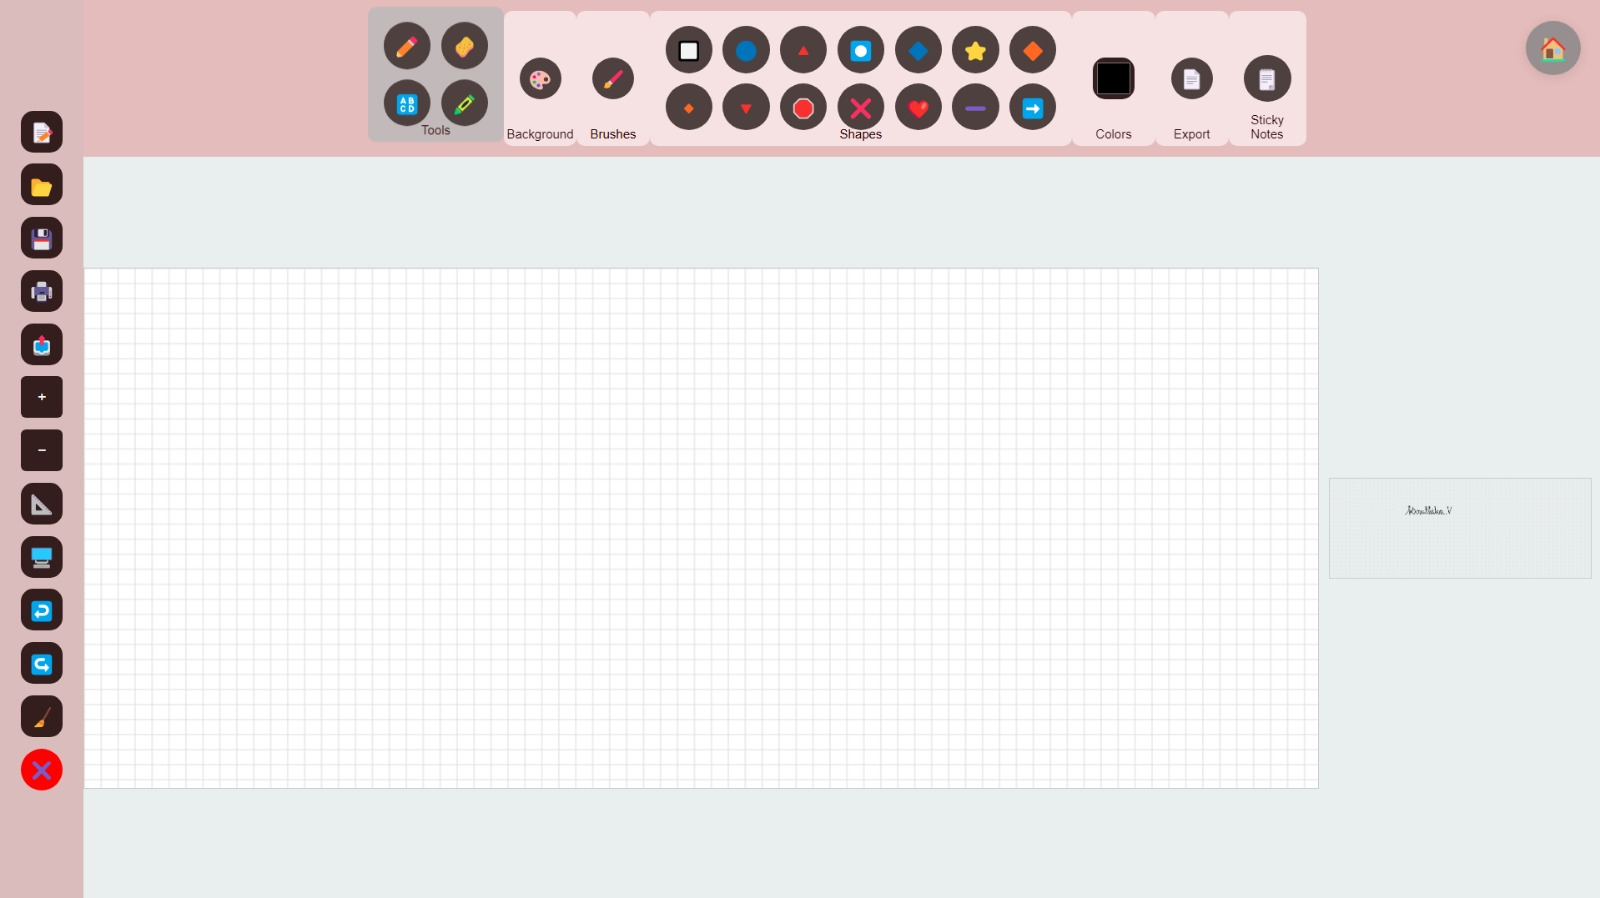 Tools
Background
Brushes
Shapes
Colors
Export
Sticky
Notes
+
−